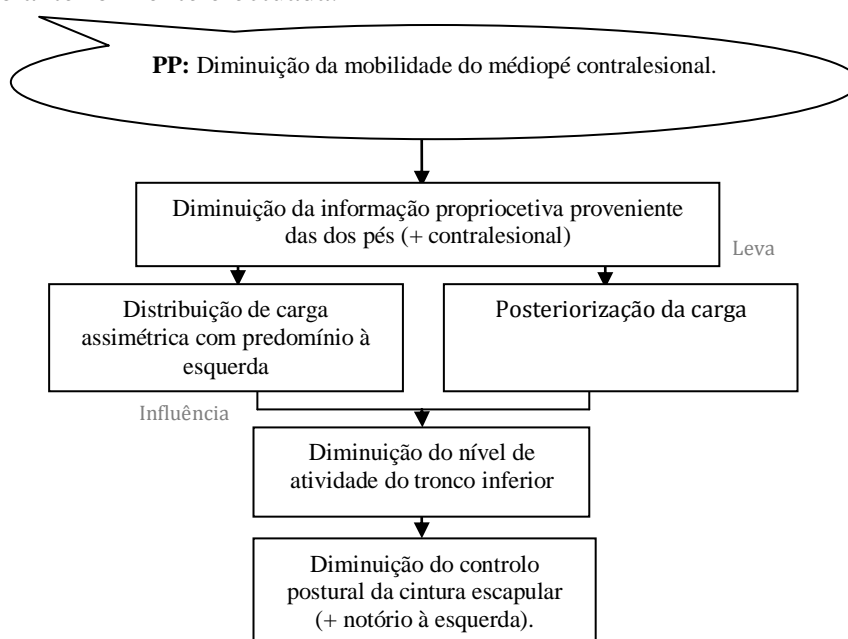 PP: Diminuição da mobilidade do médiopé contralesional.
Diminuição da informação propriocetiva proveniente
das dos pés (+ contralesional)
Leva
Distribuição de carga
assimétrica com predomínio à
esquerda
Posteriorização da carga
Influência
Diminuição do nível de
atividade do tronco inferior
Diminuição do controlo
postural da cintura escapular
(+ notório à esquerda).